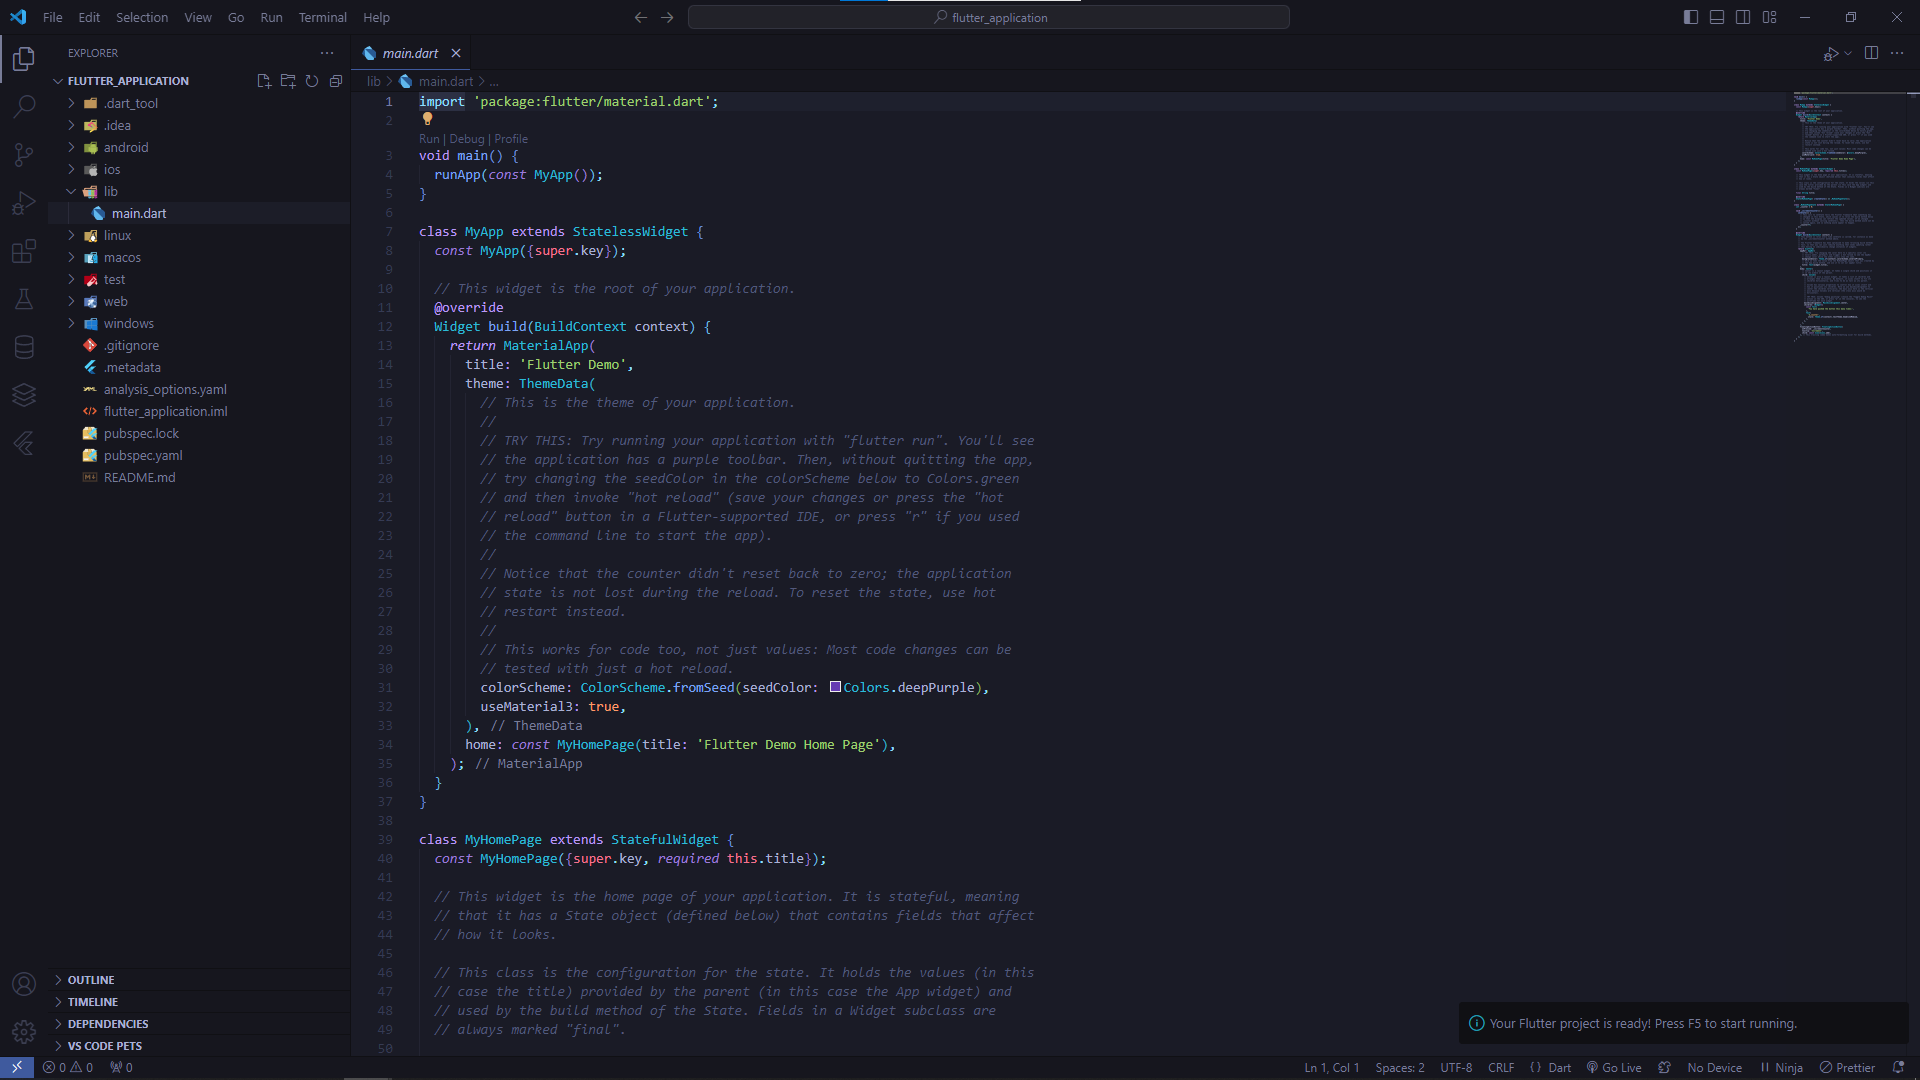 File Edit Selection View Go Run Terminal Help
flutter_application
EXPLORER
FLUTTER_APPLICATION
.dart_tool
.idea
android
ios
lib
main.dart
linux
macos
test
web
windows
.gitignore
.metadata
analysis_options.yaml
flutter_application.iml
pubspec.lock
pubspec.yaml
README.md
OUTLINE
TIMELINE
DEPENDENCIES
VS CODE PETS
main.dart
lib > main.dart > ...
1 import 'package:flutter/material.dart';
2
Run | Debug | Profile
3 void main() {
4 runApp(const MyApp());
5 }
6
7 class MyApp extends StatelessWidget {
8 const MyApp({super.key});
9
10 // This widget is the root of your application.
11 @override
12 Widget build(BuildContext context) {
13 return MaterialApp(
14 title: 'Flutter Demo',
15 theme: ThemeData(
16 // This is the theme of your application.
17 //
18 // TRY THIS: Try running your application with "flutter run". You'll see
19 // the application has a purple toolbar. Then, without quitting the app,
20 // try changing the seedColor in the colorScheme below to Colors.green
21 // and then invoke "hot reload" (save your changes or press the "hot
22 // reload" button in a Flutter-supported IDE, or press "r" if you used
23 // the command line to start the app).
24 //
25 // Notice that the counter didn't reset back to zero; the application
26 // state is not lost during the reload. To reset the state, use hot
27 // restart instead.
28 //
29 // This works for code too, not just values: Most code changes can be
30 // tested with just a hot reload.
31 colorScheme: ColorScheme.fromSeed(seedColor: Colors.deepPurple),
32 useMaterial3: true,
33 ), // ThemeData
34 home: const MyHomePage(title: 'Flutter Demo Home Page'),
35 ); // MaterialApp
36 }
37 }
38
39 class MyHomePage extends StatefulWidget {
40 const MyHomePage({super.key, required this.title});
41
42 // This widget is the home page of your application. It is stateful, meaning
43 // that it has a State object (defined below) that contains fields that affect
44 // how it looks.
45
46 // This class is the configuration for the state. It holds the values (in this
47 // case the title) provided by the parent (in this case the App widget) and
48 // used by the build method of the State. Fields in a Widget subclass are
49 // always marked "final".
50
Your Flutter project is ready! Press F5 to start running.
0 0 0
Ln 1, Col 1 Spaces: 2 UTF-8 CRLF { } Dart Go Live No Device Ninja Prettier